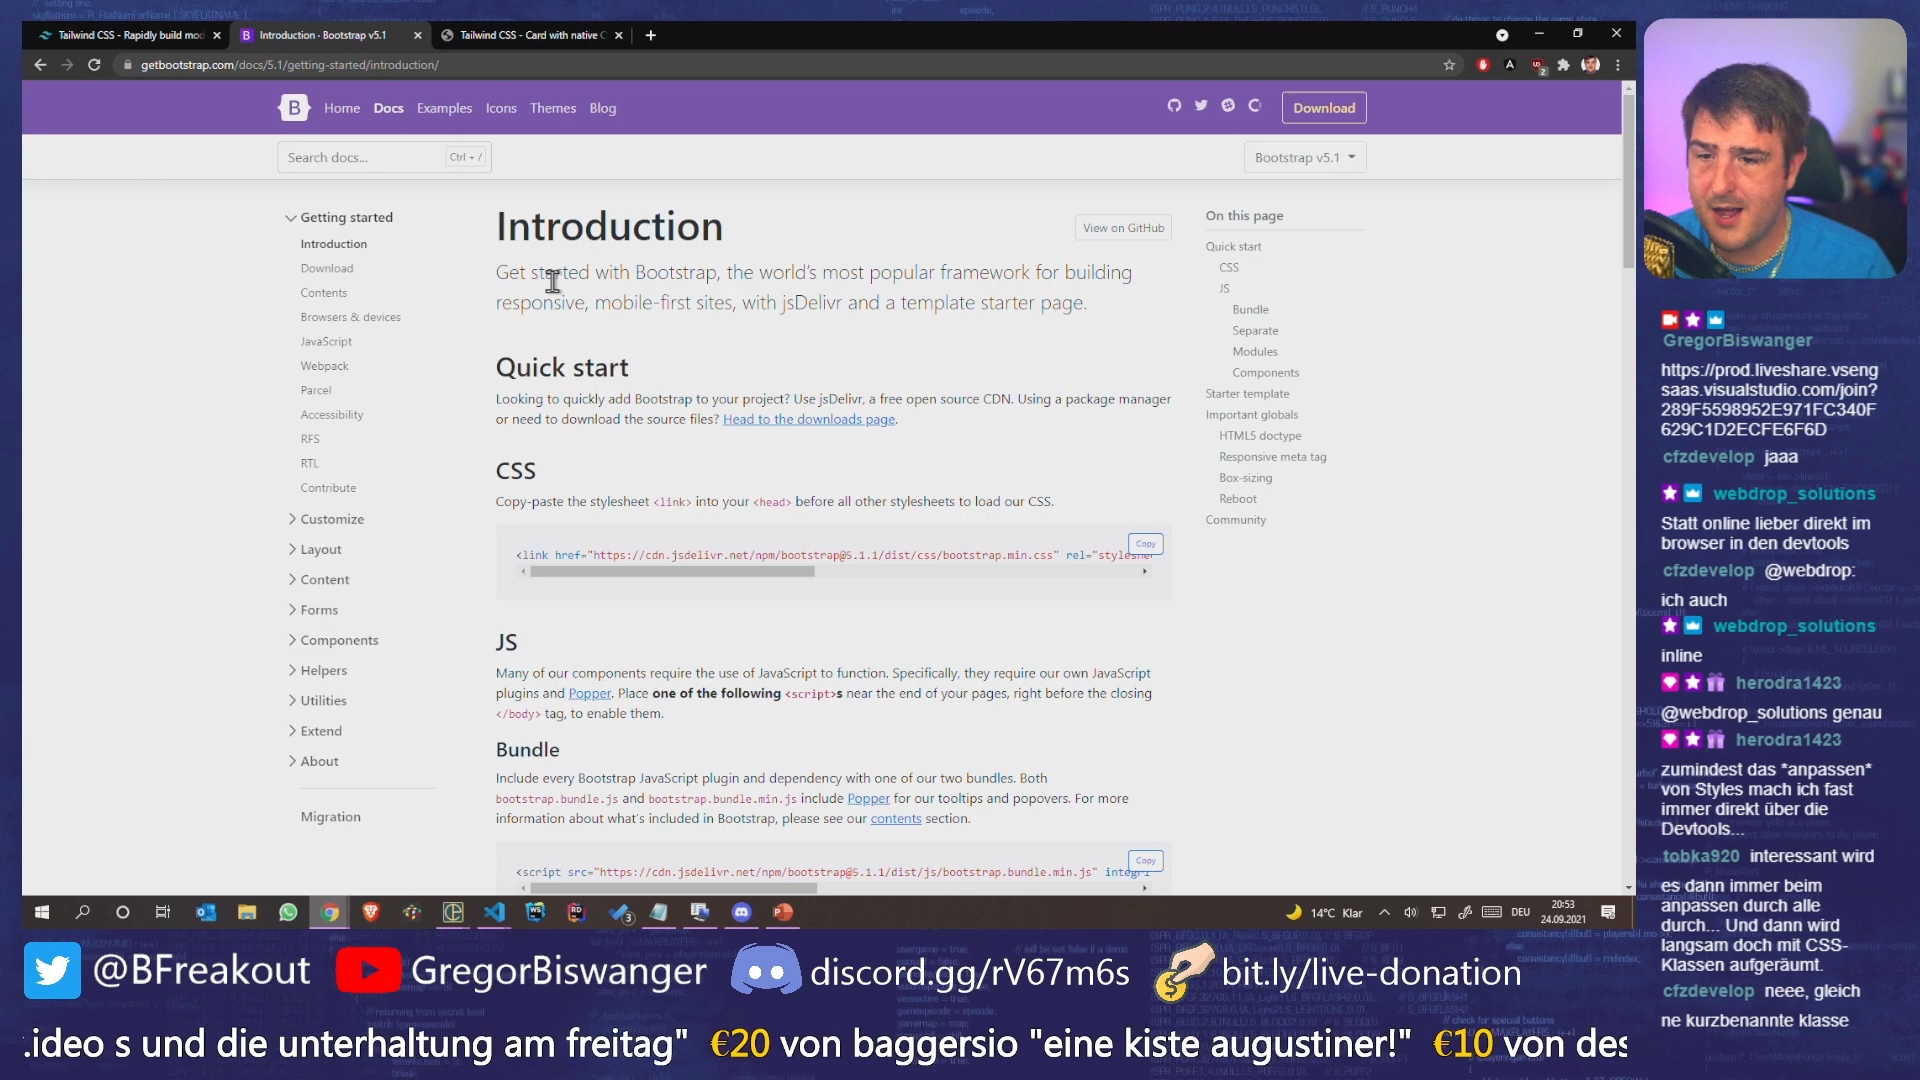 Tailwind CSS - Rapidly build mod
Introduction · Bootstrap v5.1
Tailwind CSS - Card with native C
getbootstrap.com/docs/5.1/getting-started/introduction/
B
Home
Docs
Examples
Icons
Themes
Blog
Download
Search docs...
Ctrl + /
Bootstrap v5.1
Getting started
Introduction
Download
Contents
Browsers & devices
JavaScript
Webpack
Parcel
Accessibility
RFS
RTL
Contribute
Customize
Layout
Content
Forms
Components
Helpers
Utilities
Extend
About
Migration
Introduction
View on GitHub
Get started with Bootstrap, the world's most popular framework for building
responsive, mobile-first sites, with jsDelivr and a template starter page.
Quick start
Looking to quickly add Bootstrap to your project? Use jsDelivr, a free open source CDN. Using a package manager
or need to download the source files? Head to the downloads page.
CSS
Copy-paste the stylesheet <link> into your <head> before all other stylesheets to load our CSS.
Copy
<link href="https://cdn.jsdelivr.net/npm/bootstrap@5.1.1/dist/css/bootstrap.min.css" rel="styleshe
JS
Many of our components require the use of JavaScript to function. Specifically, they require our own JavaScript
plugins and Popper. Place one of the following <script>s near the end of your pages, right before the closing
</body> tag, to enable them.
Bundle
Include every Bootstrap JavaScript plugin and dependency with one of our two bundles. Both
bootstrap.bundle.js and bootstrap.bundle.min.js include Popper for our tooltips and popovers. For more
information about what's included in Bootstrap, please see our contents section.
Copy
<script src="https://cdn.jsdelivr.net/npm/bootstrap@5.1.1/dist/js/bootstrap.bundle.min.js" integri
On this page
Quick start
CSS
JS
Bundle
Separate
Modules
Components
Starter template
Important globals
HTML5 doctype
Responsive meta tag
Box-sizing
Reboot
Community
14°C Klar
DEU
20:53
24.09.2021
GregorBiswanger
https://prod.liveshare.vseng
saas.visualstudio.com/join?
289F5598952E971FC340F
629C1D2ECFE6F6D
cfzdevelop jaaa
webdrop_solutions
Statt online lieber direkt im
browser in den devtools
cfzdevelop @webdrop:
ich auch
webdrop_solutions
inline
herodra1423
@webdrop_solutions genau
herodra1423
zumindest das *anpassen*
von Styles mach ich fast
immer direkt über die
Devtools...
tobka920 interessant wird
es dann immer beim
anpassen durch alle
durch... Und dann wird
langsam doch mit CSS-
Klassen aufgeräumt.
cfzdevelop neee, gleich
ne kurzbenannte klasse
@BFreakout
GregorBiswanger
discord.gg/rV67m6s
bit.ly/live-donation
.ideo s und die unterhaltung am freitag" €20 von baggersio "eine kiste augustiner!" €10 von des